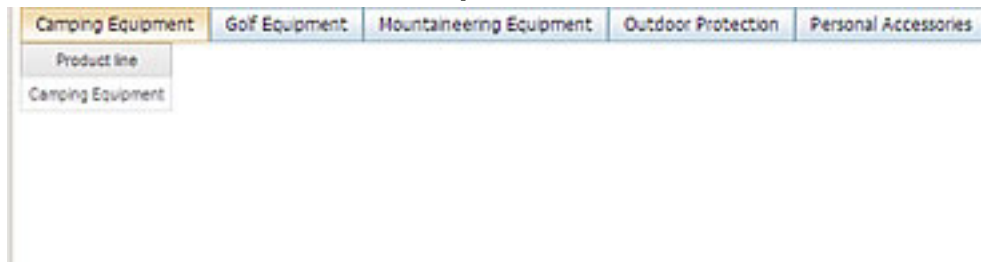 Camping Equipment Golf Equipment Mountaineering Equipment Outdoor Protection Personal Accessories
Product line
Camping Equipment